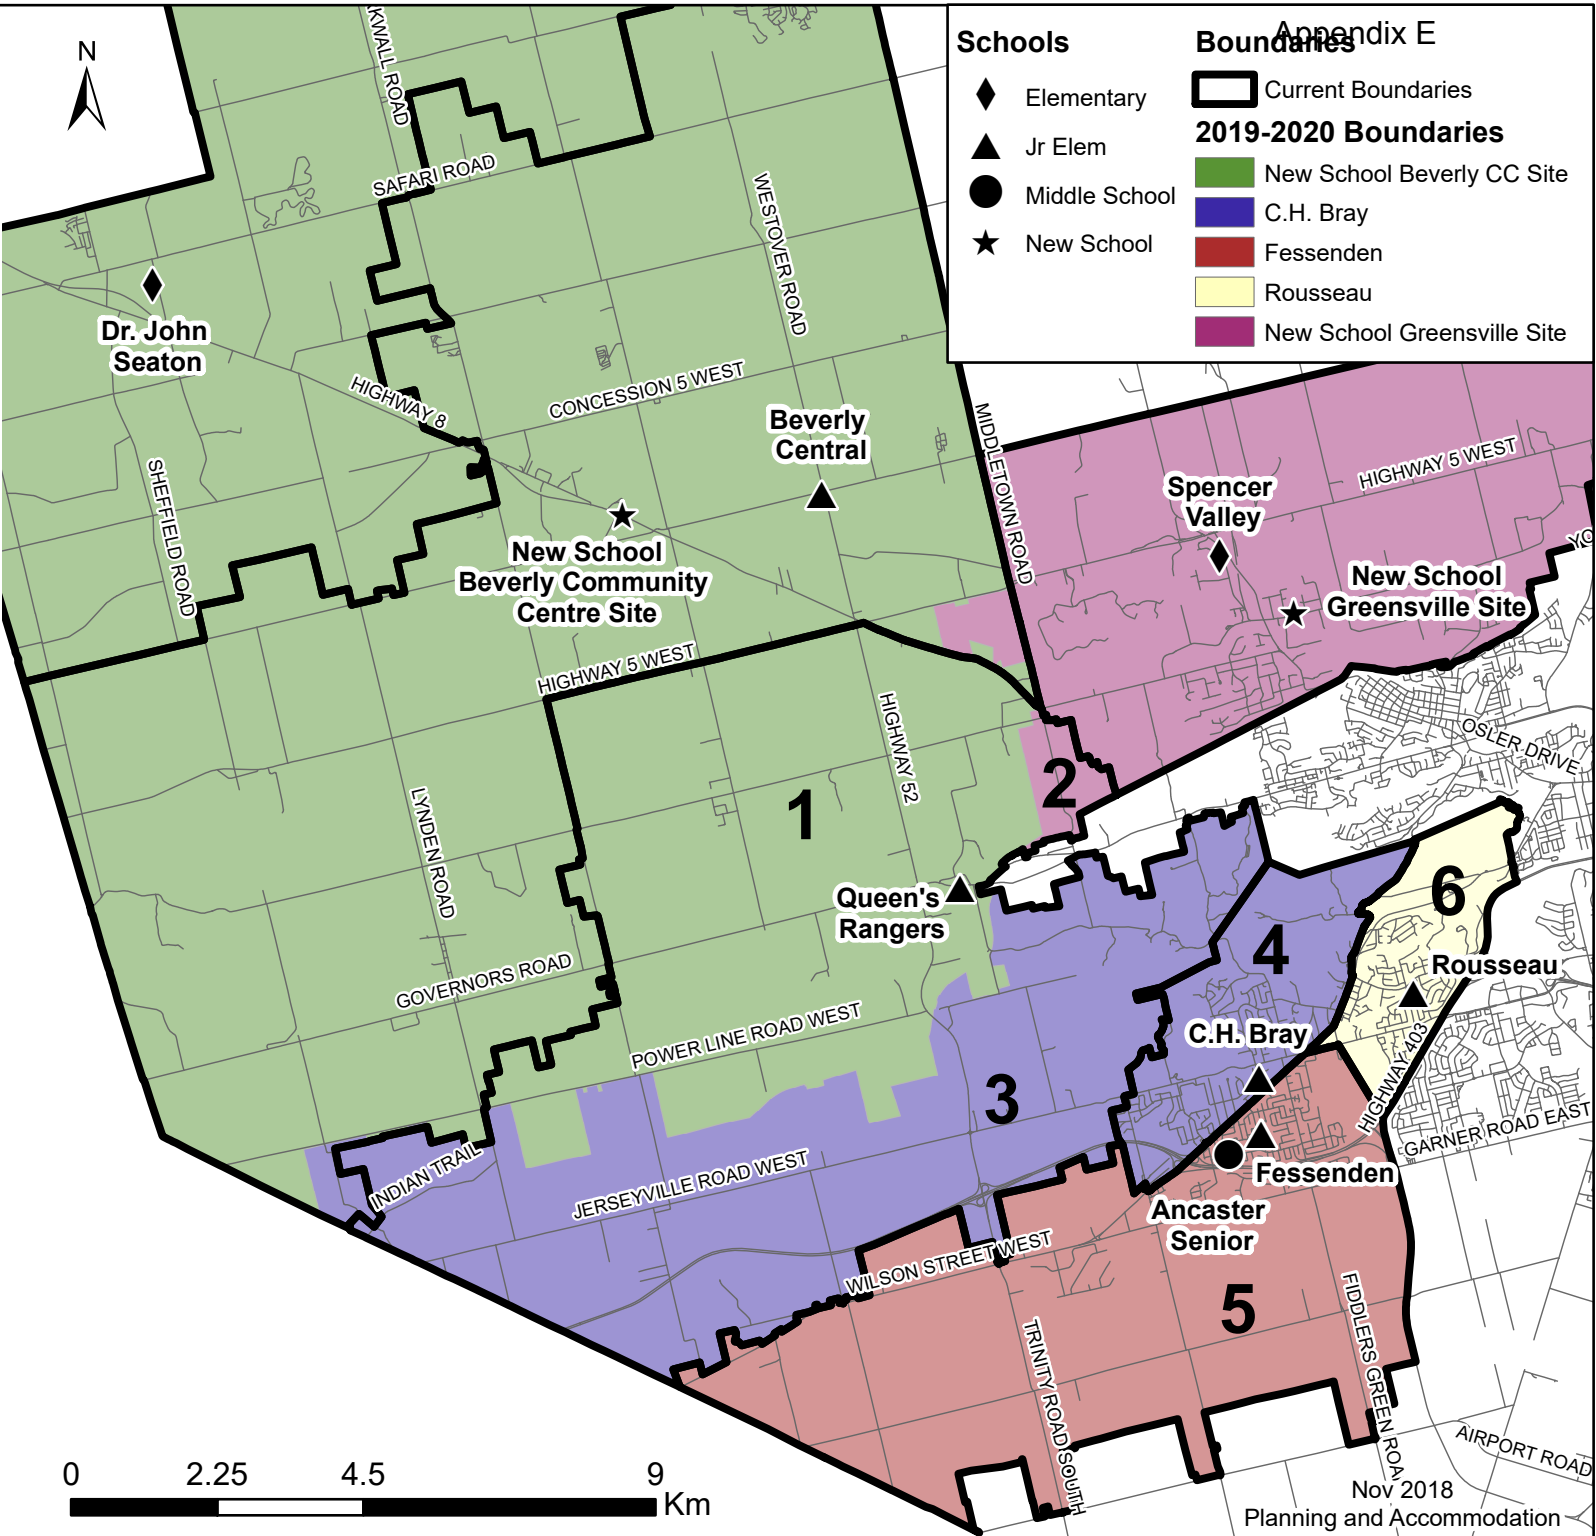 Appendix E
Schools
Elementary
Jr Elem
Middle School
New School
Boundaries
Current Boundaries
2019-2020 Boundaries
New School Beverly CC Site
C.H. Bray
Fessenden
Rousseau
New School Greensville Site
N
KWALL ROAD
SAFARI ROAD
WESTOVER ROAD
Dr. John
Seaton
HIGHWAY 8
CONCESSION 5 WEST
Beverly
Central
MIDDLETOWN ROAD
HIGHWAY 5 WEST
Spencer
Valley
SHEFFIELD ROAD
New School
Beverly Community
Centre Site
New School
Greensville Site
YO
HIGHWAY 5 WEST
HIGHWAY 52
OSLER DRIVE
LYNDEN ROAD
1
2
Queen's
Rangers
6
4
Rousseau
GOVERNORS ROAD
POWER LINE ROAD WEST
C.H. Bray
HIGHWAY 403
3
GARNER ROAD EAST
INDIAN TRAIL
JERSEYVILLE ROAD WEST
Fessenden
Ancaster
Senior
WILSON STREET WEST
5
TRINITY ROAD SOUTH
FIDDLERS GREEN ROA
AIRPORT ROAD
0
2.25
4.5
9
Km
Nov 2018
Planning and Accommodation